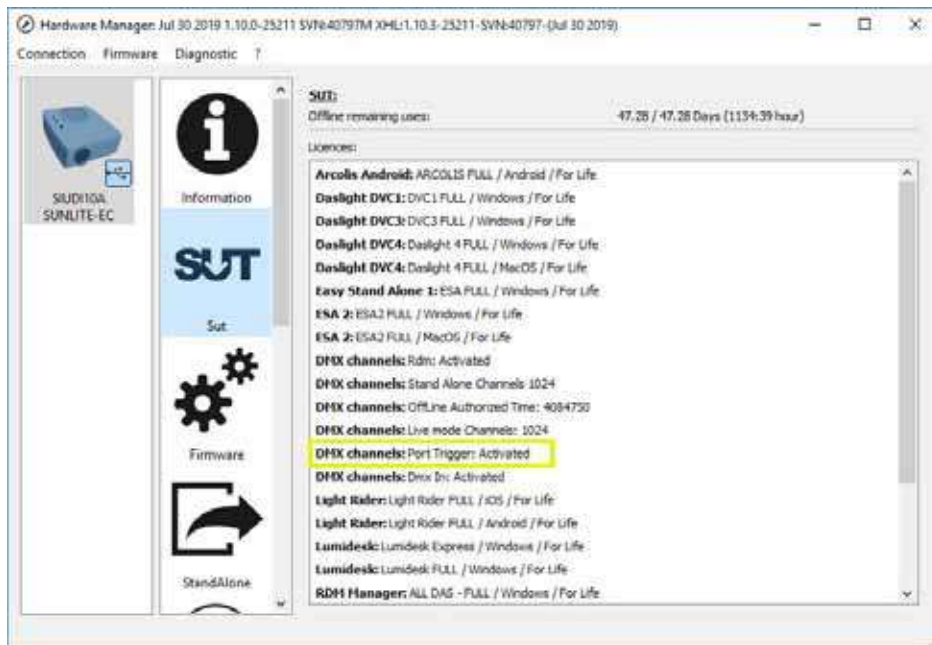 Hardware Manager: Jul 30 2019 1.10.0-25211 SVN:40797M XHL:1.10.3-25211-SVN:40797-(Jul 30 2019)
Connection Firmware Diagnostic ?
SIUDI10A
SUNLITE-EC
Information
SUT
Sut
Firmware
StandAlone
SUT:
Offline remaining uses: 47.28 / 47.28 Days (1134:39 hour)
Licences:
Arcolis Android: ARCOLIS FULL / Android / For Life
Daslight DVC1: DVC1 FULL / Windows / For Life
Daslight DVC3: DVC3 FULL / Windows / For Life
Daslight DVC4: Daslight 4 FULL / Windows / For Life
Daslight DVC4: Daslight 4 FULL / MacOS / For Life
Easy Stand Alone 1: ESA FULL / Windows / For Life
ESA 2: ESA2 FULL / Windows / For Life
ESA 2: ESA2 FULL / MacOS / For Life
DMX channels: Rdm: Activated
DMX channels: Stand Alone Channels 1024
DMX channels: OffLine Authorized Time: 4084750
DMX channels: Live mode Channels: 1024
DMX channels: Port Trigger: Activated
DMX channels: Dmx In: Activated
Light Rider: Light Rider FULL / iOS / For Life
Light Rider: Light Rider FULL / Android / For Life
Lumidesk: Lumidesk Express / Windows / For Life
Lumidesk: Lumidesk FULL / Windows / For Life
RDM Manager: ALL DAS - FULL / Windows / For Life